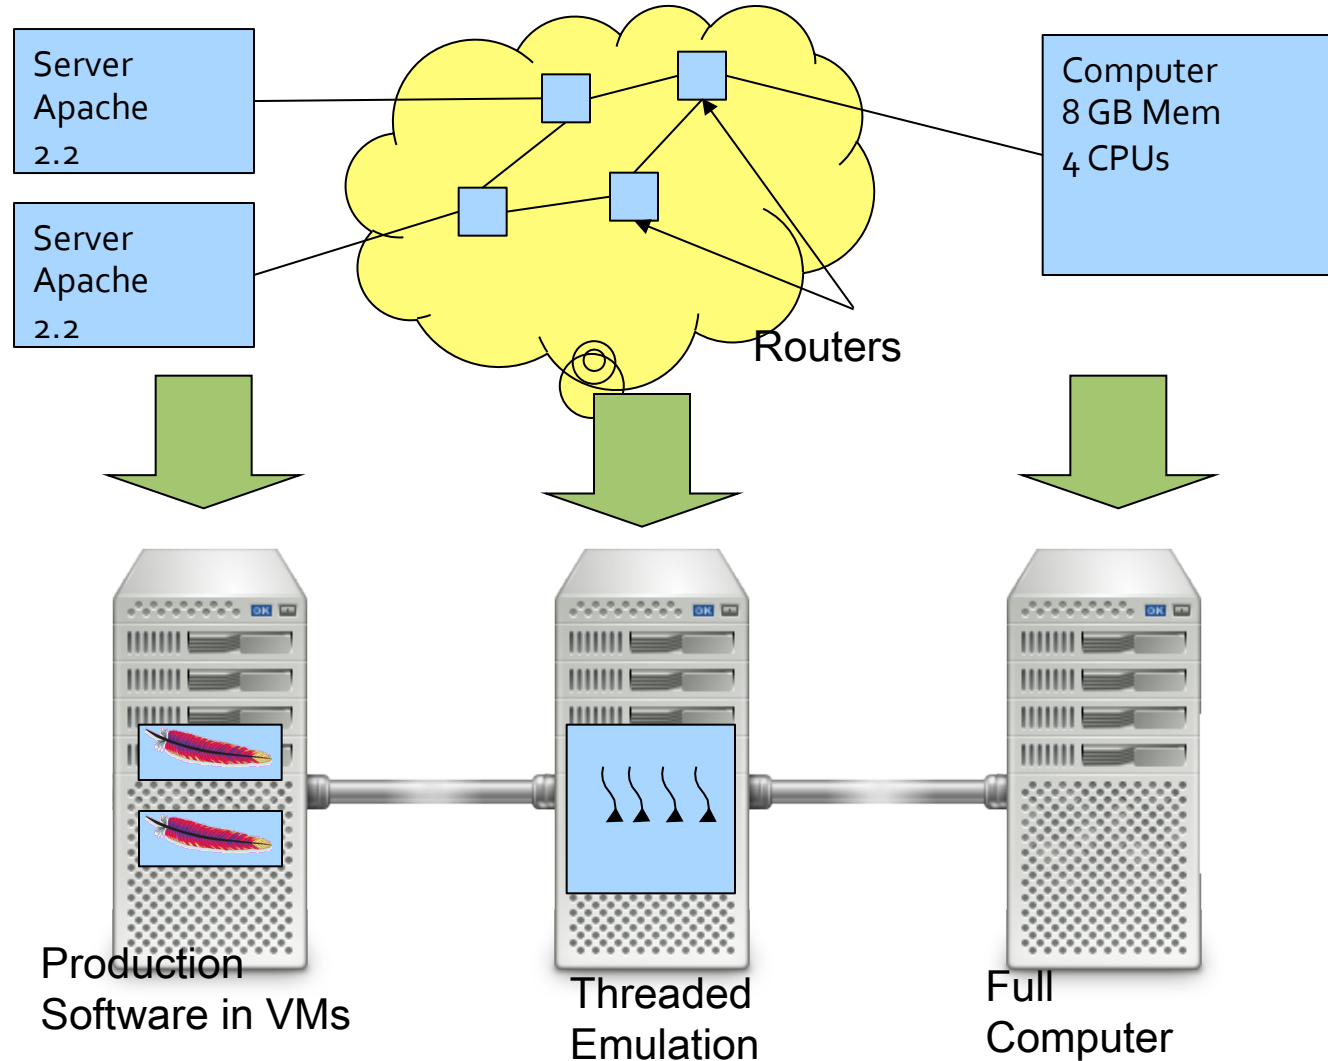 Server
Apache
2.2
Server
Apache
2.2
Computer
8 GB Mem
4 CPUs
Routers
OK
OK
OK
Production
Software in VMs
Threaded
Emulation
Full
Computer